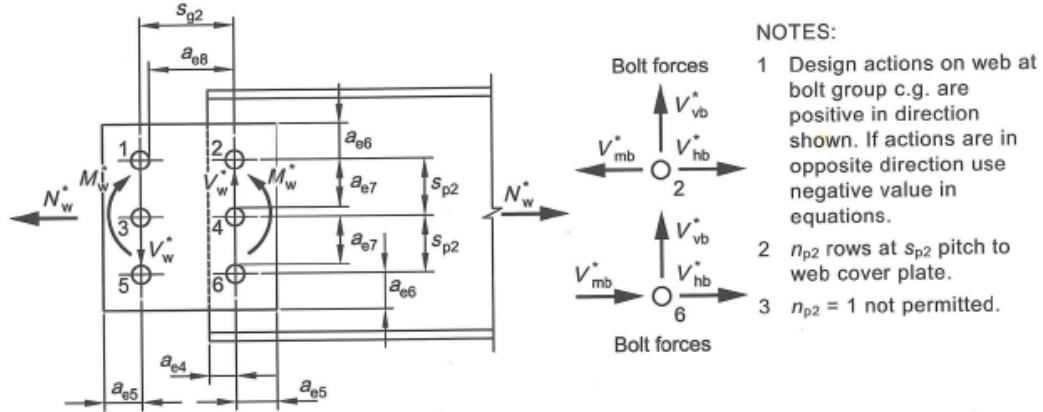 s_g2
a_e8
1
2
3
4
5
6
M*_w
M*_w
V*_w
V*_w
N*_w
N*_w
a_e6
a_e7
a_e7
a_e6
s_p2
s_p2
a_e4
a_e5
a_e5
Bolt forces
V*_vb
V*_mb
V*_hb
2
V*_vb
V*_mb
V*_hb
6
Bolt forces
NOTES:
1 Design actions on web at
bolt group c.g. are
positive in direction
shown. If actions are in
opposite direction use
negative value in
equations.
2 n_p2 rows at s_p2 pitch to
web cover plate.
3 n_p2 = 1 not permitted.